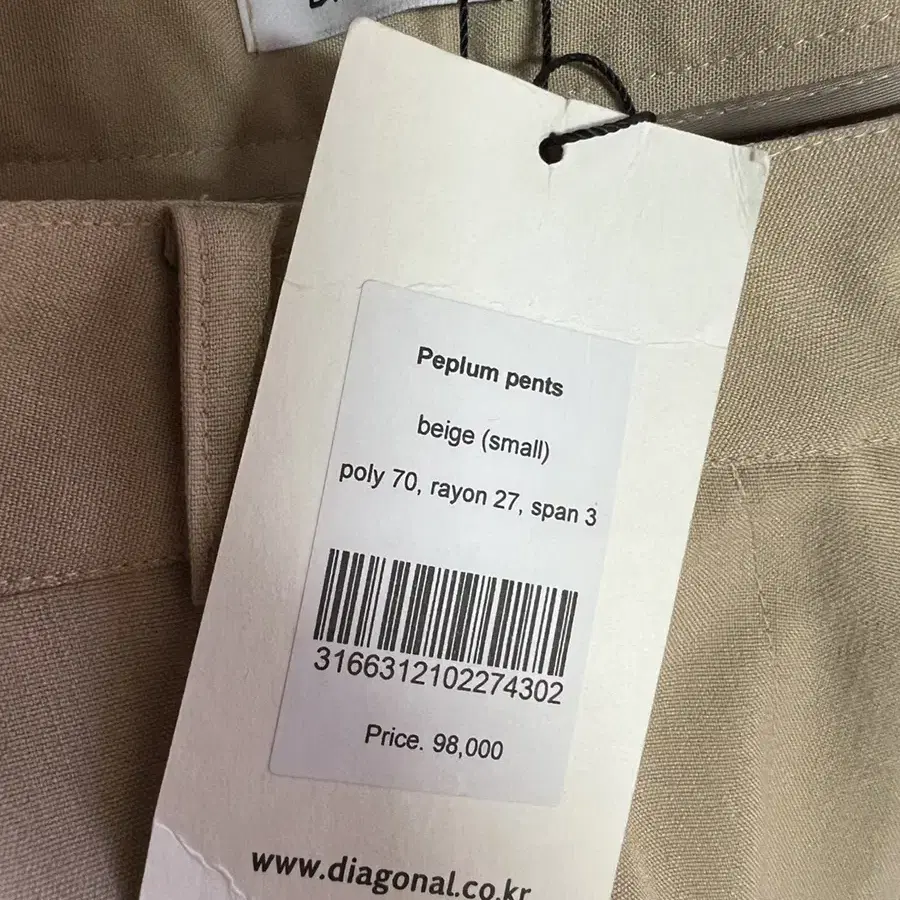 Peplum pents
beige (small)
poly 70, rayon 27, span 3
3166312102274302
Price. 98,000
www.diagonal.co.kr